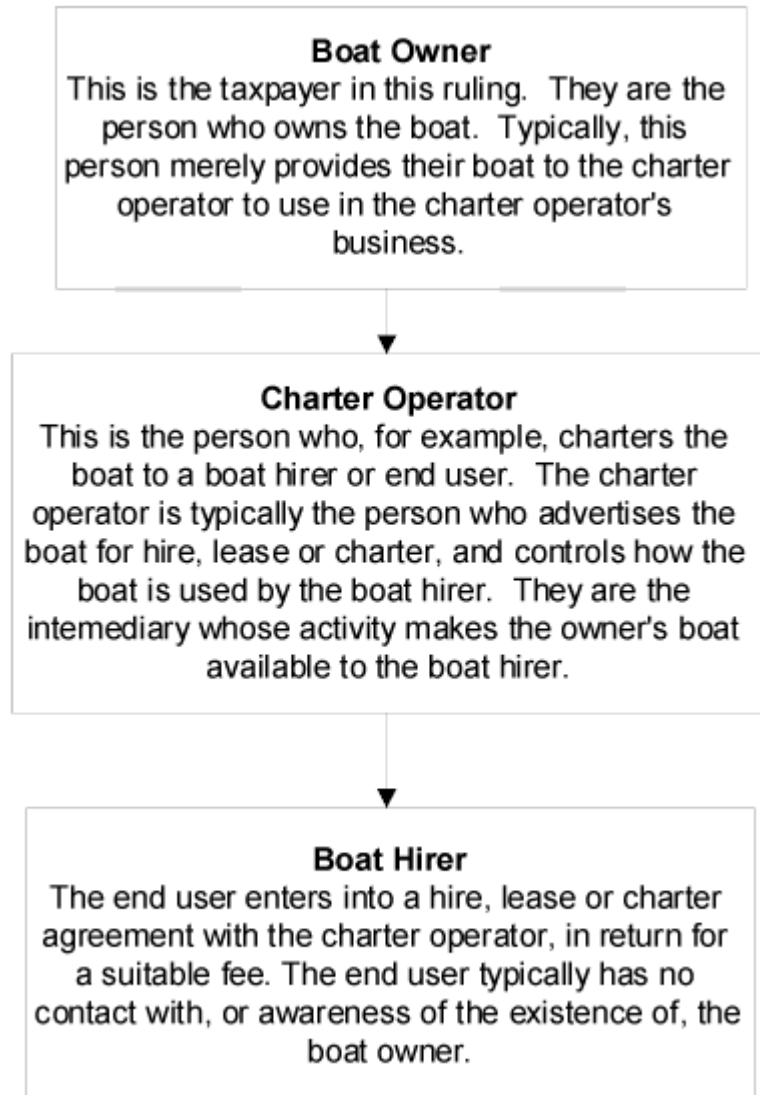 Boat Owner
This is the taxpayer in this ruling.  They are the
person who owns the boat.  Typically, this
person merely provides their boat to the charter
operator to use in the charter operator's
business.
Charter Operator
This is the person who, for example, charters the
boat to a boat hirer or end user.  The charter
operator is typically the person who advertises the
boat for hire, lease or charter, and controls how the
boat is used by the boat hirer.  They are the
intemediary whose activity makes the owner's boat
available to the boat hirer.
Boat Hirer
The end user enters into a hire, lease or charter
agreement with the charter operator, in return for
a suitable fee. The end user typically has no
contact with, or awareness of the existence of, the
boat owner.